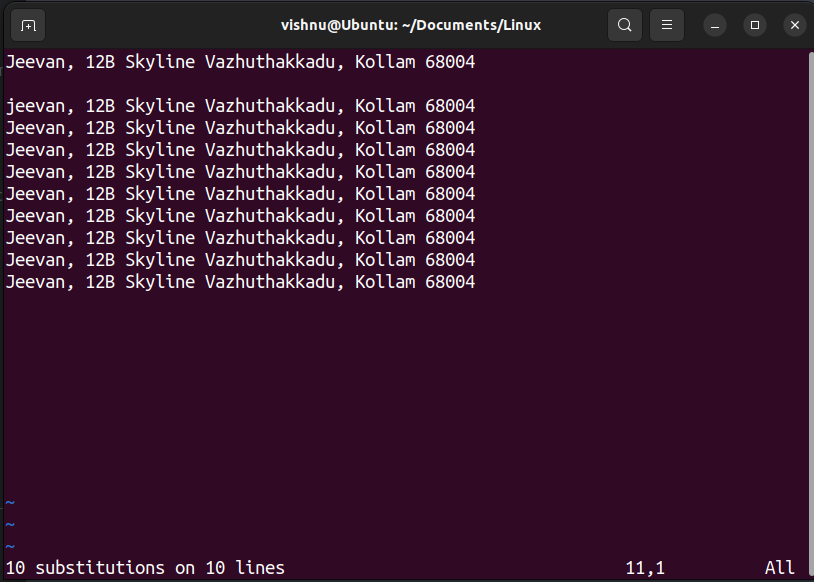 vishnu@Ubuntu: ~/Documents/Linux
Jeevan, 12B Skyline Vazhuthakkadu, Kollam 68004
jeevan, 12B Skyline Vazhuthakkadu, Kollam 68004
Jeevan, 12B Skyline Vazhuthakkadu, Kollam 68004
Jeevan, 12B Skyline Vazhuthakkadu, Kollam 68004
Jeevan, 12B Skyline Vazhuthakkadu, Kollam 68004
Jeevan, 12B Skyline Vazhuthakkadu, Kollam 68004
Jeevan, 12B Skyline Vazhuthakkadu, Kollam 68004
Jeevan, 12B Skyline Vazhuthakkadu, Kollam 68004
Jeevan, 12B Skyline Vazhuthakkadu, Kollam 68004
Jeevan, 12B Skyline Vazhuthakkadu, Kollam 68004
~
~
~
10 substitutions on 10 lines 11,1 All